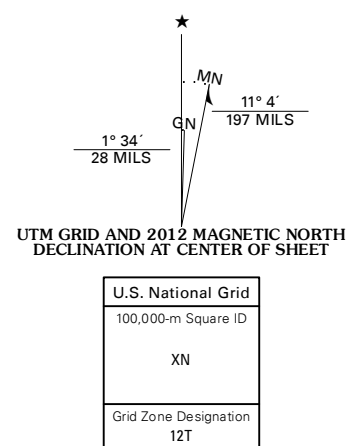 ★
MN
GN
11° 4´
197 MILS
1° 34´
28 MILS
UTM GRID AND 2012 MAGNETIC NORTH
DECLINATION AT CENTER OF SHEET
U.S. National Grid
100,000-m Square ID
XN
Grid Zone Designation
12T